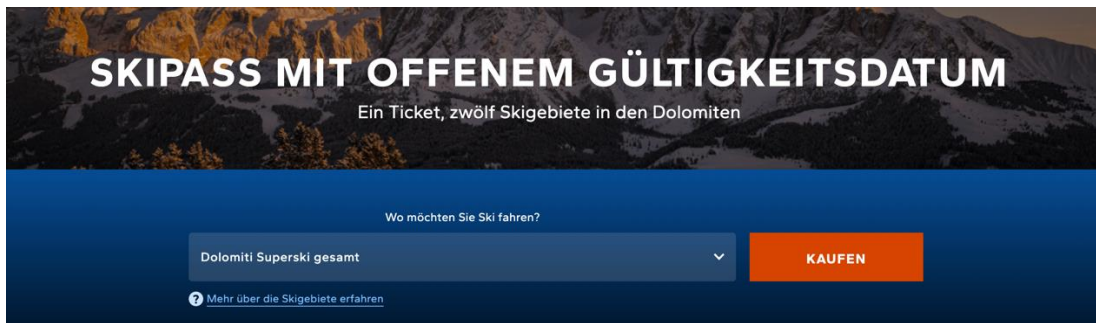 SKIPASS MIT OFFENEM GÜLTIGKEITSDATUM
Ein Ticket, zwölf Skigebiete in den Dolomiten
Wo möchten Sie Ski fahren?
Dolomiti Superski gesamt
KAUFEN
? Mehr über die Skigebiete erfahren